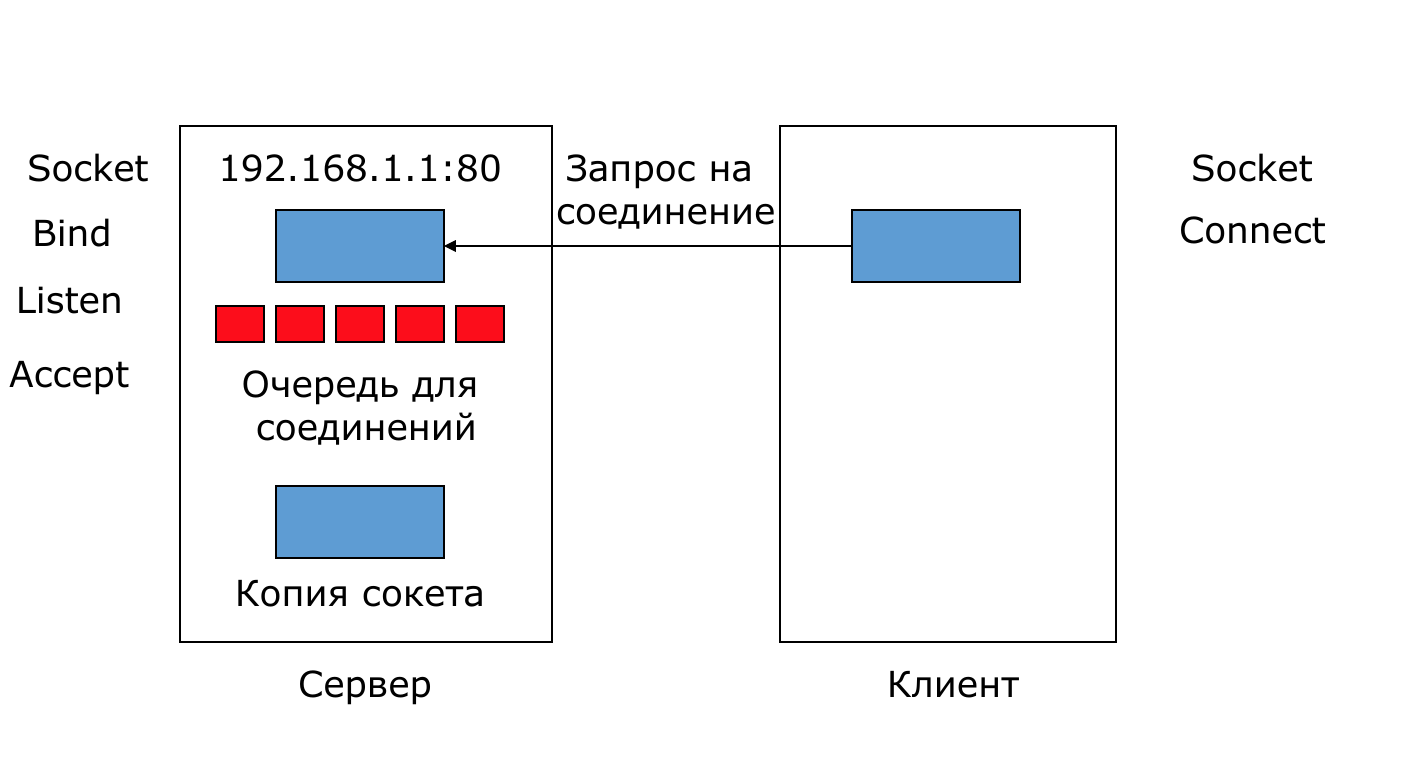 Socket
Bind
Listen
Accept
192.168.1.1:80
Очередь для
соединений
Копия сокета
Сервер
Запрос на
соединение
Клиент
Socket
Connect